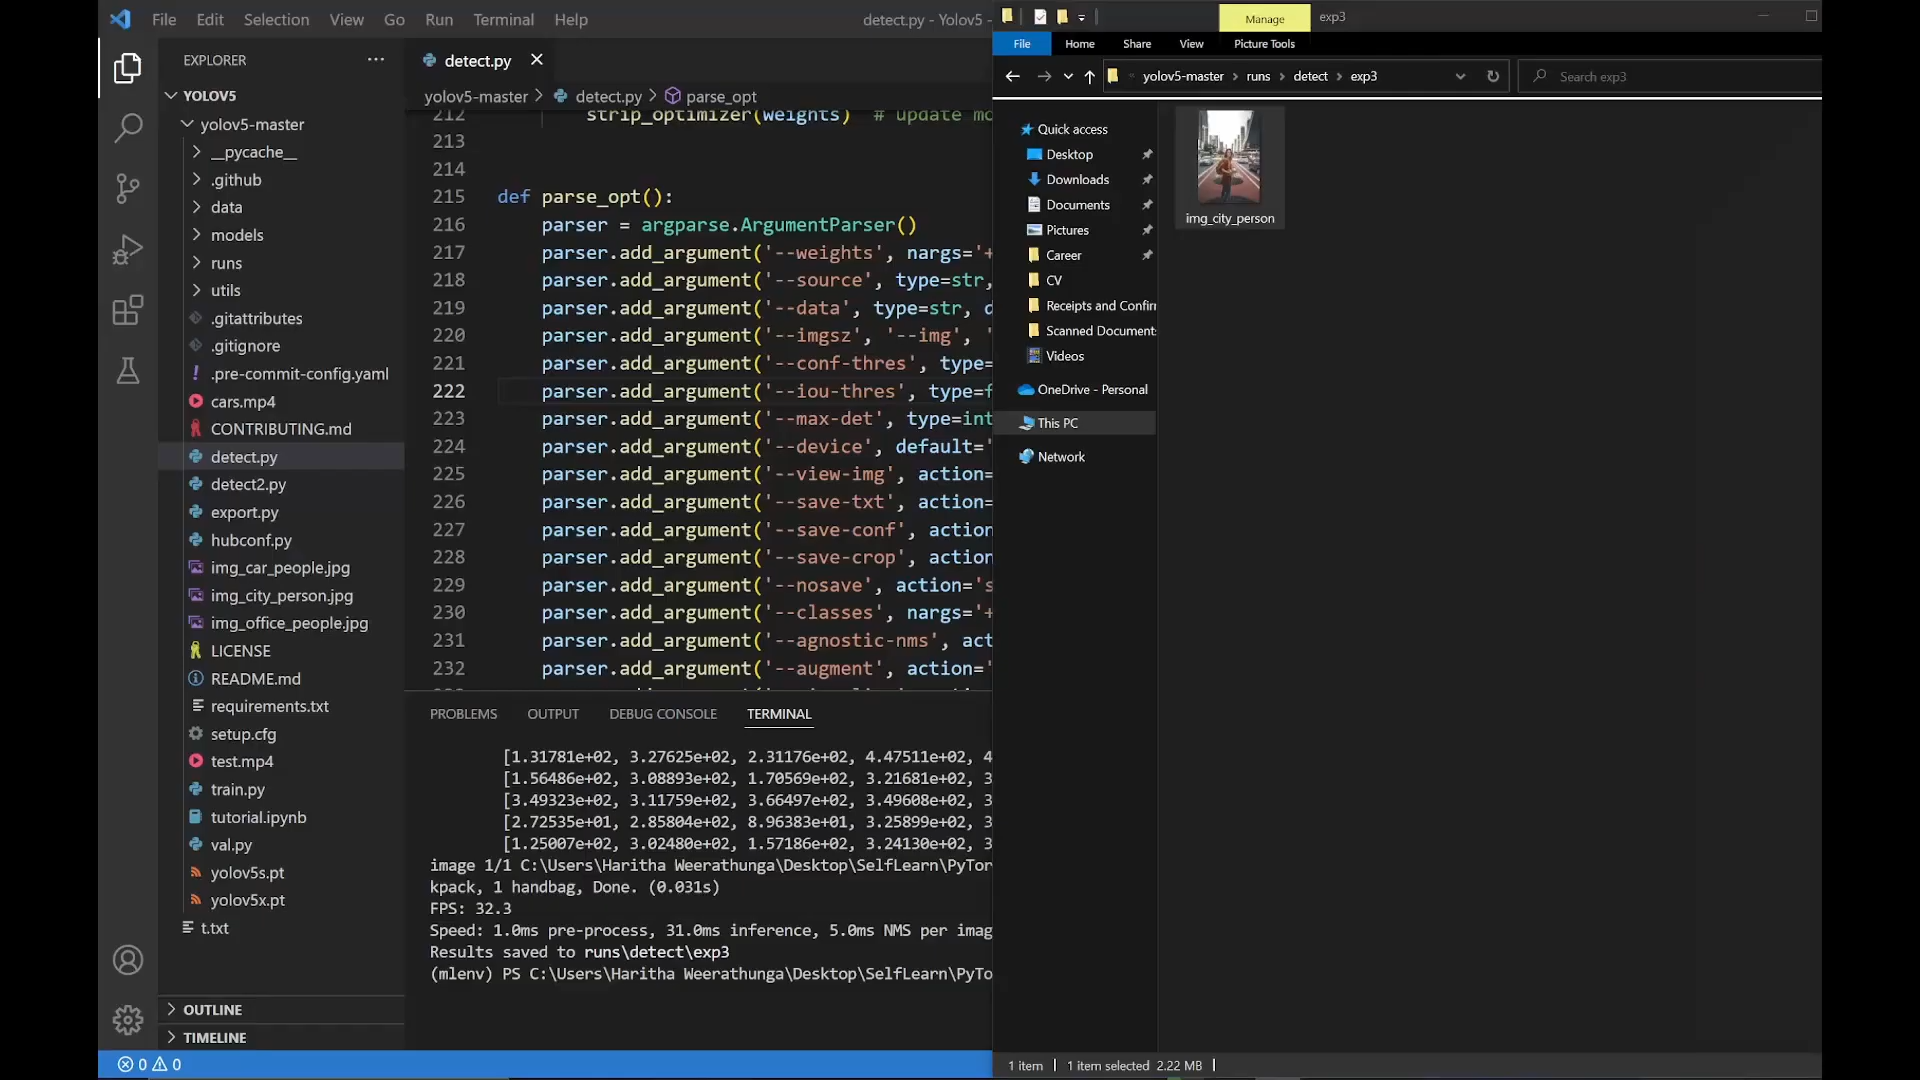 File Edit Selection View Go Run Terminal Help
detect.py - Yolov5 -
EXPLORER
YOLOV5
yolov5-master
__pycache__
.github
data
models
runs
utils
.gitattributes
.gitignore
.pre-commit-config.yaml
cars.mp4
CONTRIBUTING.md
detect.py
detect2.py
export.py
hubconf.py
img_car_people.jpg
img_city_person.jpg
img_office_people.jpg
LICENSE
README.md
requirements.txt
setup.cfg
test.mp4
train.py
tutorial.ipynb
val.py
yolov5s.pt
yolov5x.pt
t.txt
OUTLINE
TIMELINE
0 0
detect.py
yolov5-master > detect.py > parse_opt
212 strip_optimizer(weights) # update mo
213
214
215 def parse_opt():
216 parser = argparse.ArgumentParser()
217 parser.add_argument('--weights', nargs='+
218 parser.add_argument('--source', type=str,
219 parser.add_argument('--data', type=str, d
220 parser.add_argument('--imgsz', '--img', '
221 parser.add_argument('--conf-thres', type=
222 parser.add_argument('--iou-thres', type=f
223 parser.add_argument('--max-det', type=int
224 parser.add_argument('--device', default='
225 parser.add_argument('--view-img', action=
226 parser.add_argument('--save-txt', action=
227 parser.add_argument('--save-conf', action
228 parser.add_argument('--save-crop', action
229 parser.add_argument('--nosave', action='s
230 parser.add_argument('--classes', nargs='+
231 parser.add_argument('--agnostic-nms', act
232 parser.add_argument('--augment', action='
PROBLEMS OUTPUT DEBUG CONSOLE TERMINAL
[1.31781e+02, 3.27625e+02, 2.31176e+02, 4.47511e+02, 4
[1.56486e+02, 3.08893e+02, 1.70569e+02, 3.21681e+02, 3
[3.49323e+02, 3.11759e+02, 3.66497e+02, 3.49608e+02, 3
[2.72535e+01, 2.85804e+02, 8.96383e+01, 3.25899e+02, 3
[1.25007e+02, 3.02480e+02, 1.57186e+02, 3.24130e+02, 3
image 1/1 C:\Users\Haritha Weerathunga\Desktop\SelfLearn\PyTor
kpack, 1 handbag, Done. (0.031s)
FPS: 32.3
Speed: 1.0ms pre-process, 31.0ms inference, 5.0ms NMS per imag
Results saved to runs\detect\exp3
(mlenv) PS C:\Users\Haritha Weerathunga\Desktop\SelfLearn\PyTo
Manage exp3
File Home Share View Picture Tools
« yolov5-master > runs > detect > exp3
Search exp3
Quick access
Desktop
Downloads
Documents
Pictures
Career
CV
Receipts and Confir
Scanned Document
Videos
OneDrive - Personal
This PC
Network
img_city_person
1 item 1 item selected 2.22 MB